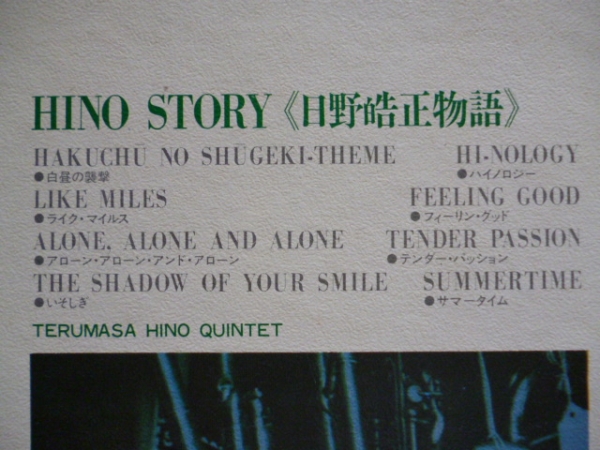 HINO STORY《日野皓正物語》
HAKUCHŪ NO SHŪGEKI-THEME HI-NOLOGY
●白昼の襲撃 ●ハイノロジー
LIKE MILES FEELING GOOD
●ライク・マイルス ●フィーリン・グッド
ALONE, ALONE AND ALONE TENDER PASSION
●アローン・アローン・アンド・アローン ●テンダー・パッション
THE SHADOW OF YOUR SMILE SUMMERTIME
●いそしぎ ●サマータイム
TERUMASA HINO QUINTET